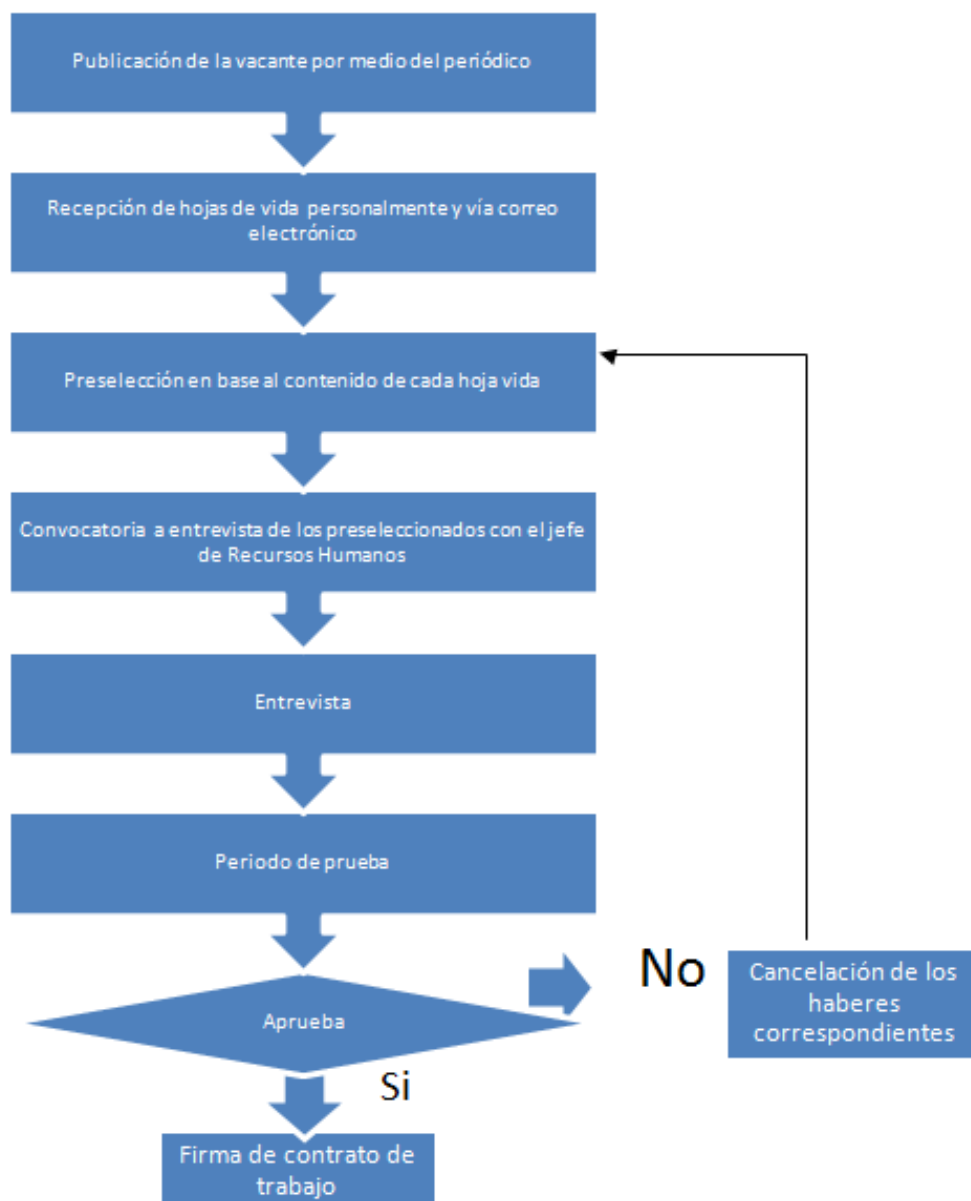 Publicación de la vacante por medio del periódico
Recepción de hojas de vida personalmente y vía correo
electrónico
Preselección en base al contenido de cada hoja vida
Convocatoria a entrevista de los preseleccionados con el jefe
de Recursos Humanos
Entrevista
Periodo de prueba
Aprueba
No
Cancelación de los
haberes
correspondientes
Si
Firma de contrato de
trabajo